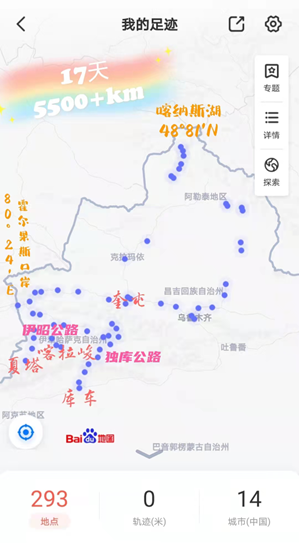 我的足迹
17天
5500+km
喀纳斯湖
48°81'N
专题
详情
探索
阿勒泰地区
霍尔果斯口岸
80°24'E
克拉玛依
昌吉回族自治州
奎屯
乌鲁木齐
伊昭公路
伊犁哈萨克自治州
吐鲁番
夏塔
喀拉峻
独库公路
库车
阿克苏地区
Bai du 地图
巴音郭楞蒙古自治州
293
0
14
地点
轨迹(米)
城市(中国)